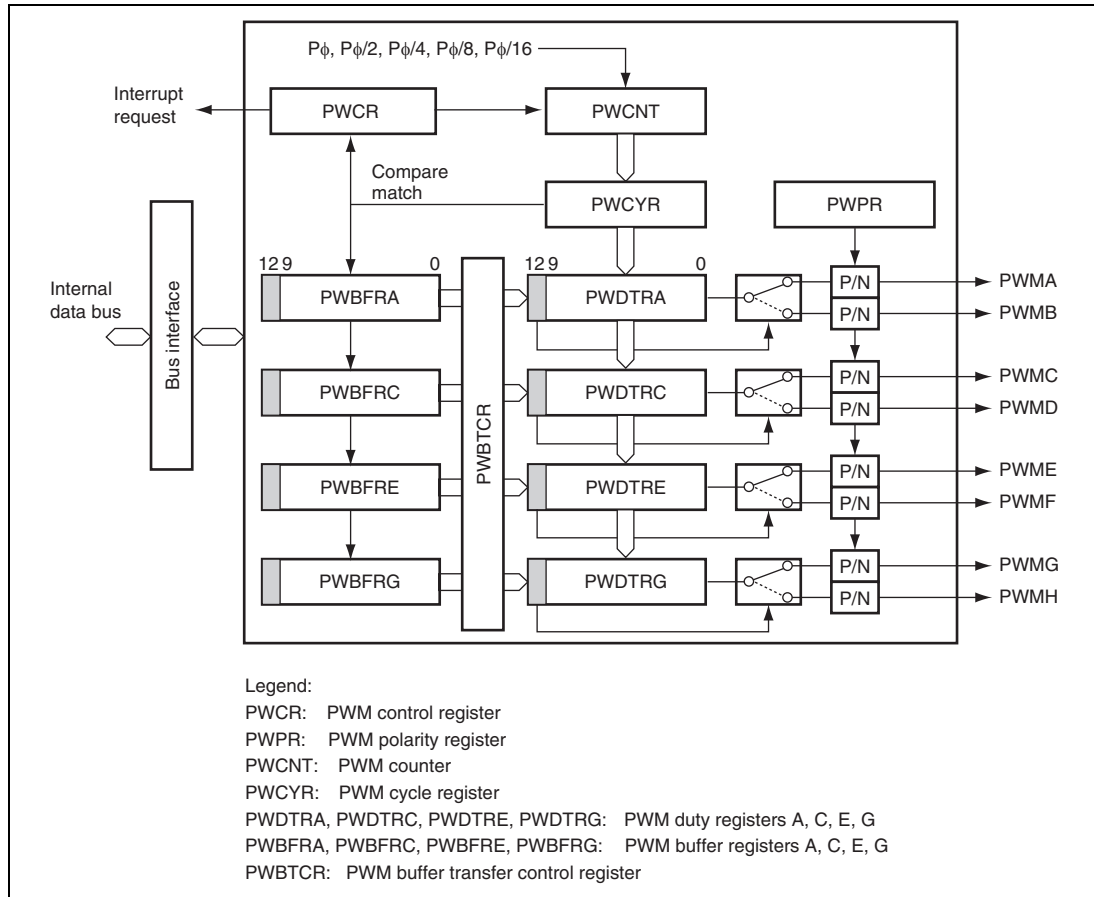 Pϕ, Pϕ/2, Pϕ/4, Pϕ/8, Pϕ/16
Interrupt
request
PWCR
PWCNT
Compare
match
PWCYR
PWPR
Internal
data bus
Bus interface
12 9
0
PWBFRA
PWBTCR
12 9
0
PWDTRA
P/N
PWMA
P/N
PWMB
PWBFRC
PWDTRC
P/N
PWMC
P/N
PWMD
PWBFRE
PWDTRE
P/N
PWME
P/N
PWMF
PWBFRG
PWDTRG
P/N
PWMG
P/N
PWMH
Legend:
PWCR: PWM control register
PWPR: PWM polarity register
PWCNT: PWM counter
PWCYR: PWM cycle register
PWDTRA, PWDTRC, PWDTRE, PWDTRG: PWM duty registers A, C, E, G
PWBFRA, PWBFRC, PWBFRE, PWBFRG: PWM buffer registers A, C, E, G
PWBTCR: PWM buffer transfer control register